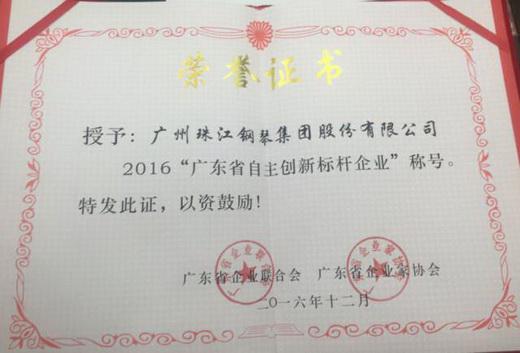 荣誉证书
授予：广州珠江钢琴集团股份有限公司
2016“广东省自主创新标杆企业”称号。
特发此证，以资鼓励！
广东省企业联合会 广东省企业家协会
二〇一六年十二月